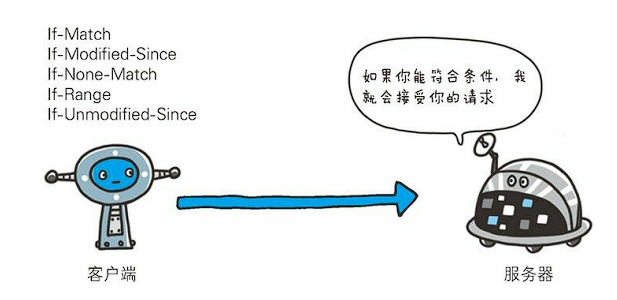 If-Match
If-Modified-Since
If-None-Match
If-Range
If-Unmodified-Since
如果你能符合条件，我
就会接受你的请求
客户端
服务器